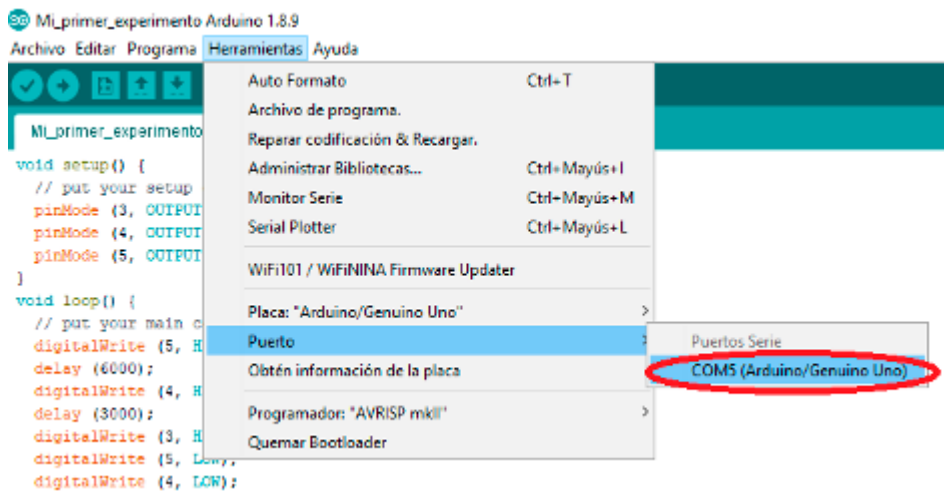 Mi_primer_experimento Arduino 1.8.9
Archivo Editar Programa Herramientas Ayuda
Mi_primer_experimento
Auto Formato Ctrl+T
Archivo de programa.
Reparar codificación & Recargar.
Administrar Bibliotecas... Ctrl+Mayús+I
Monitor Serie Ctrl+Mayús+M
Serial Plotter Ctrl+Mayús+L
WiFi101 / WiFiNINA Firmware Updater
Placa: "Arduino/Genuino Uno"
Puerto
Obtén información de la placa
Programador: "AVRISP mkII"
Quemar Bootloader
Puertos Serie
COM5 (Arduino/Genuino Uno)
void setup() {
// put your setup
pinMode (3, OUTPUT
pinMode (4, OUTPUT
pinMode (5, OUTPUT
}
void loop() {
// put your main c
digitalWrite (5, H
delay (6000);
digitalWrite (4, H
delay (3000);
digitalWrite (3, H
digitalWrite (5, LOW);
digitalWrite (4, LOW);